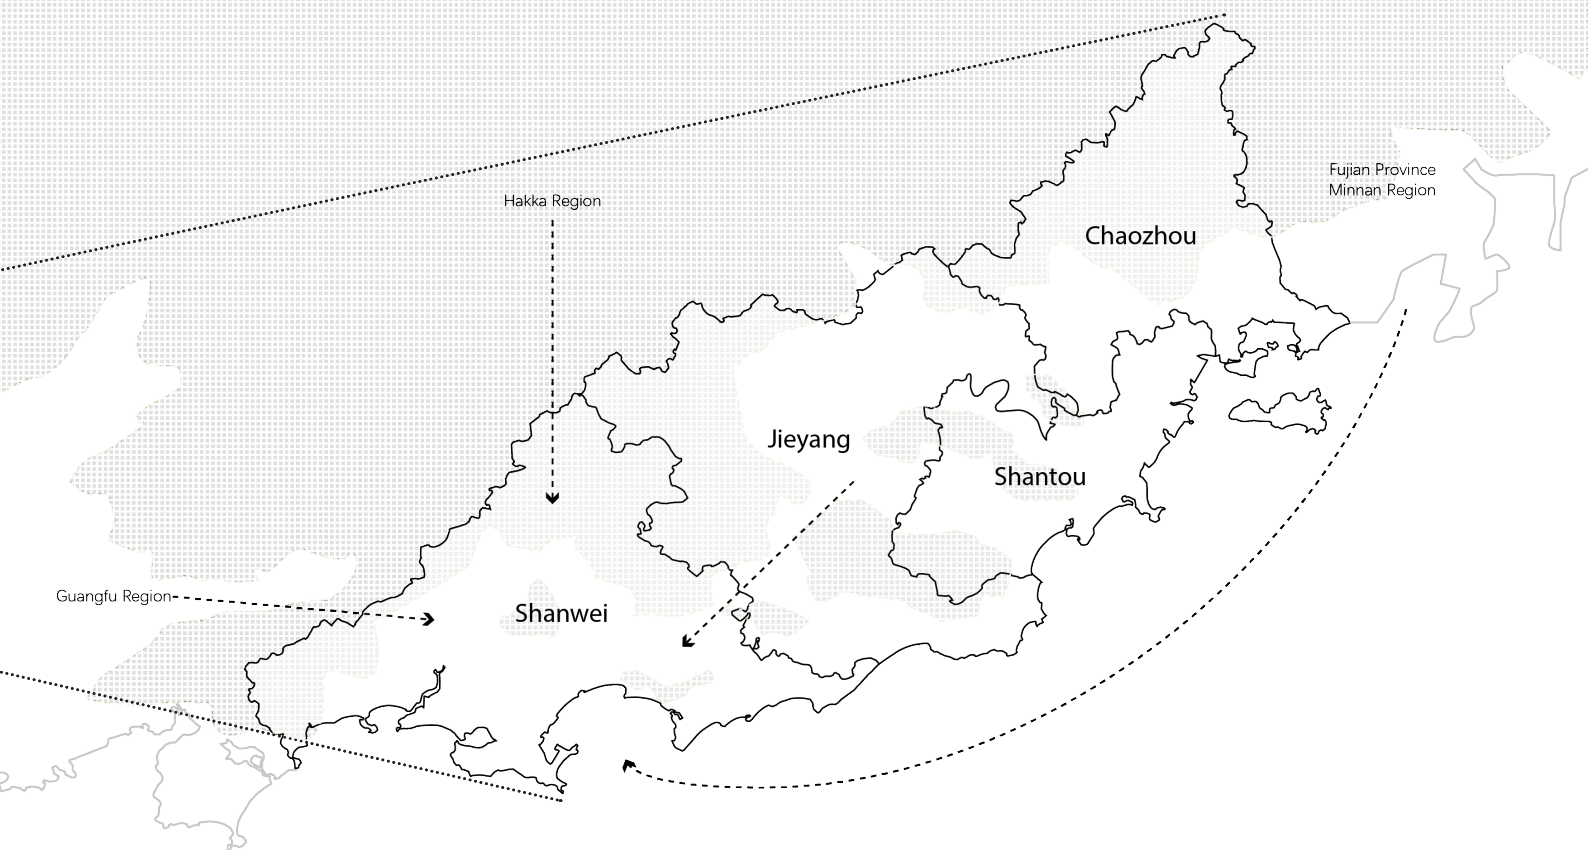 Fujian Province
Minnan Region
Hakka Region
Chaozhou
Jieyang
Shantou
Guangfu Region
Shanwei